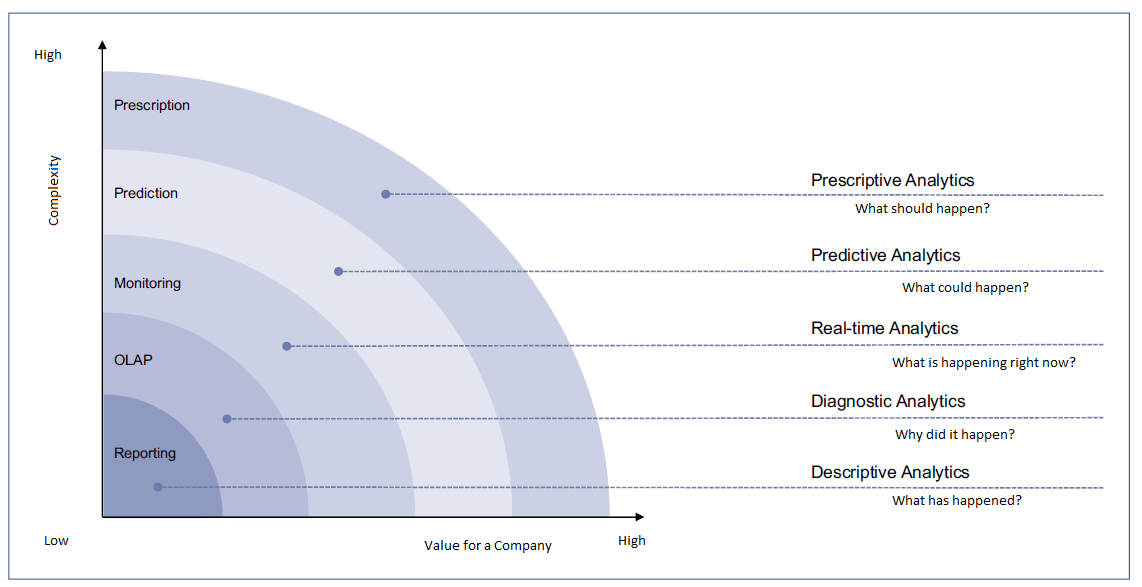 High
Prescription
Complexity
Prediction
Monitoring
OLAP
Reporting
Low
Value for a Company
High
Prescriptive Analytics
What should happen?
Predictive Analytics
What could happen?
Real-time Analytics
What is happening right now?
Diagnostic Analytics
Why did it happen?
Descriptive Analytics
What has happened?